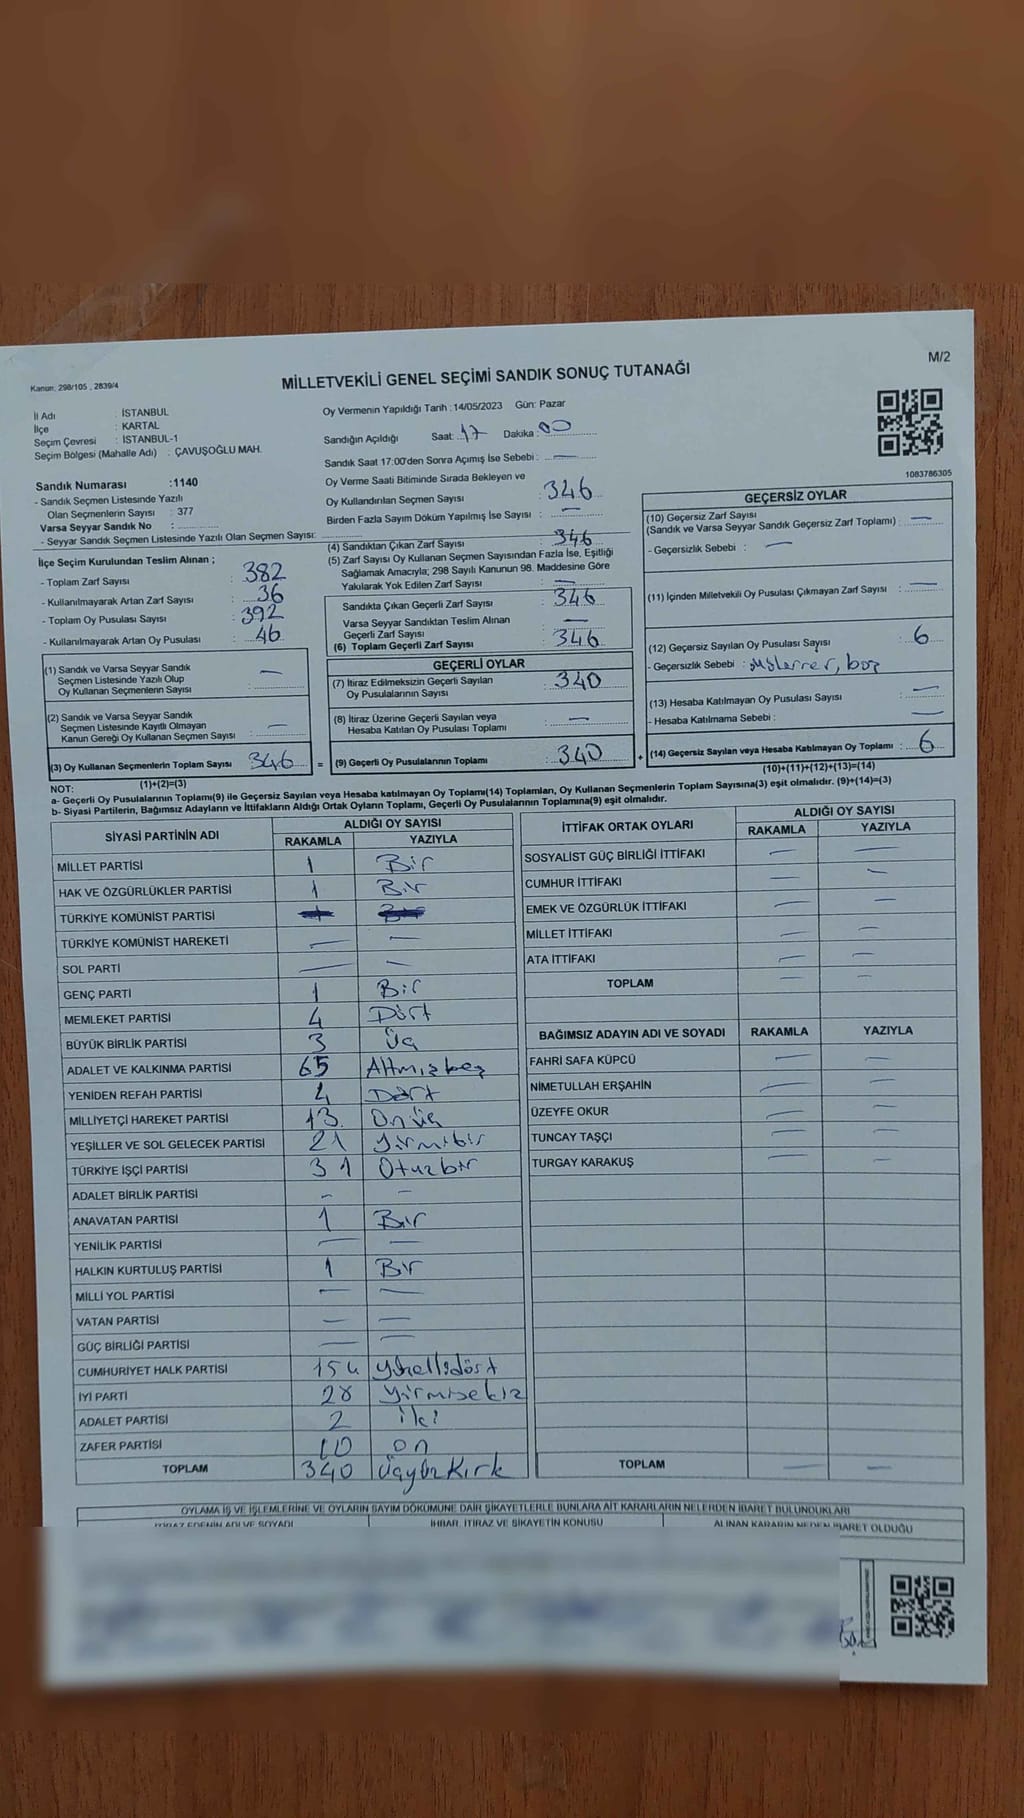 M/2
Kanun: 298/105 , 2839/4
MİLLETVEKİLİ GENEL SEÇİMİ SANDIK SONUÇ TUTANAĞI
İl Adı : İSTANBUL
İlçe : KARTAL
Seçim Çevresi : İSTANBUL-1
Seçim Bölgesi (Mahalle Adı) : ÇAVUŞOĞLU MAH.
Sandık Numarası :1140
- Sandık Seçmen Listesinde Yazılı
Olan Seçmenlerin Sayısı : 377
Varsa Seyyar Sandık No :
- Seyyar Sandık Seçmen Listesinde Yazılı Olan Seçmen Sayısı:
Oy Vermenin Yapıldığı Tarih :14/05/2023 Gün: Pazar
Sandığın Açıldığı Saat: 17 Dakika : 00
Sandık Saat 17:00'den Sonra Açımış İse Sebebi : —
Oy Verme Saati Bitiminde Sırada Bekleyen ve
Oy Kullandırılan Seçmen Sayısı : 346
Birden Fazla Sayım Döküm Yapılmış İse Sayısı : —
1083786305
İlçe Seçim Kurulundan Teslim Alınan ;
- Toplam Zarf Sayısı : 382
- Kullanılmayarak Artan Zarf Sayısı : 36
- Toplam Oy Pusulası Sayısı : 392
- Kullanılmayarak Artan Oy Pusulası : 46
(4) Sandıktan Çıkan Zarf Sayısı : 346
(5) Zarf Sayısı Oy Kullanan Seçmen Sayısından Fazla İse, Eşitliği
Sağlamak Amacıyla; 298 Sayılı Kanunun 98. Maddesine Göre
Yakılarak Yok Edilen Zarf Sayısı : —
Sandıkta Çıkan Geçerli Zarf Sayısı : 346
Varsa Seyyar Sandıktan Teslim Alınan
Geçerli Zarf Sayısı : —
(6) Toplam Geçerli Zarf Sayısı : 346
GEÇERSİZ OYLAR
(10) Geçersiz Zarf Sayısı
(Sandık ve Varsa Seyyar Sandık Geçersiz Zarf Toplamı) : —
- Geçersizlik Sebebi : —
(11) İçinden Milletvekili Oy Pusulası Çıkmayan Zarf Sayısı : —
(12) Geçersiz Sayılan Oy Pusulası Sayısı : 6
- Geçersizlik Sebebi : boş
(13) Hesaba Katılmayan Oy Pusulası Sayısı : —
- Hesaba Katılmama Sebebi : —
(14) Geçersiz Sayılan veya Hesaba Katılmayan Oy Toplamı : 6
(10)+(11)+(12)+(13)=(14)
(1) Sandık ve Varsa Seyyar Sandık
Seçmen Listesinde Yazılı Olup
Oy Kullanan Seçmenlerin Sayısı : —
(2) Sandık ve Varsa Seyyar Sandık
Seçmen Listesinde Kayıtlı Olmayan
Kanun Gereği Oy Kullanan Seçmen Sayısı : —
(3) Oy Kullanan Seçmenlerin Toplam Sayısı 346
(1)+(2)=(3)
GEÇERLİ OYLAR
(7) İtiraz Edilmeksizin Geçerli Sayılan
Oy Pusulalarının Sayısı : 340
(8) İtiraz Üzerine Geçerli Sayılan veya
Hesaba Katılan Oy Pusulası Toplamı : —
= (9) Geçerli Oy Pusulalarının Toplamı : 340 +
NOT:
a- Geçerli Oy Pusulalarının Toplamı(9) ile Geçersiz Sayılan veya Hesaba katılmayan Oy Toplamı(14) Toplamları, Oy Kullanan Seçmenlerin Toplam Sayısına(3) eşit olmalıdır. (9)+(14)=(3)
b- Siyasi Partilerin, Bağımsız Adayların ve İttifakların Aldığı Ortak Oyların Toplamı, Geçerli Oy Pusulalarının Toplamına(9) eşit olmalıdır.
SİYASİ PARTİNİN ADI ALDIĞI OY SAYISI
RAKAMLA YAZIYLA
MİLLET PARTİSİ 1 Bir
HAK VE ÖZGÜRLÜKLER PARTİSİ 1 Bir
TÜRKİYE KOMÜNİST PARTİSİ
TÜRKİYE KOMÜNİST HAREKETİ — —
SOL PARTİ — —
GENÇ PARTİ 1 Bir
MEMLEKET PARTİSİ 4 Dört
BÜYÜK BİRLİK PARTİSİ 3 Üç
ADALET VE KALKINMA PARTİSİ 65 Altmışbeş
YENİDEN REFAH PARTİSİ 4 Dört
MİLLİYETÇİ HAREKET PARTİSİ 13 Onüç
YEŞİLLER VE SOL GELECEK PARTİSİ 21 Yirmibir
TÜRKİYE İŞÇİ PARTİSİ 31 Otuzbir
ADALET BİRLİK PARTİSİ — —
ANAVATAN PARTİSİ 1 Bir
YENİLİK PARTİSİ — —
HALKIN KURTULUŞ PARTİSİ 1 Bir
MİLLİ YOL PARTİSİ — —
VATAN PARTİSİ — —
GÜÇ BİRLİĞİ PARTİSİ — —
CUMHURİYET HALK PARTİSİ 154 Yüzellidört
İYİ PARTİ 28 Yirmisekiz
ADALET PARTİSİ 2 iki
ZAFER PARTİSİ 10 on
TOPLAM 340 ÜçyüzKırk
İTTİFAK ORTAK OYLARI ALDIĞI OY SAYISI
RAKAMLA YAZIYLA
SOSYALİST GÜÇ BİRLİĞİ İTTİFAKI — —
CUMHUR İTTİFAKI — —
EMEK VE ÖZGÜRLÜK İTTİFAKI — —
MİLLET İTTİFAKI — —
ATA İTTİFAKI — —
TOPLAM — —
BAĞIMSIZ ADAYIN ADI VE SOYADI RAKAMLA YAZIYLA
FAHRİ SAFA KÜPCÜ — —
NİMETULLAH ERŞAHİN — —
ÜZEYFE OKUR — —
TUNCAY TAŞÇI — —
TURGAY KARAKUŞ — —
TOPLAM — —
OYLAMA İŞ VE İŞLEMLERİNE VE OYLARIN SAYIM DÖKÜMÜNE DAİR ŞİKAYETLERLE BUNLARA AİT KARARLARIN NELERDEN İBARET BULUNDUKLARI
İTİRAZ EDENİN ADI VE SOYADI İHBAR, İTİRAZ VE ŞİKAYETİN KONUSU ALINAN KARARIN NEDEN İBARET OLDUĞU